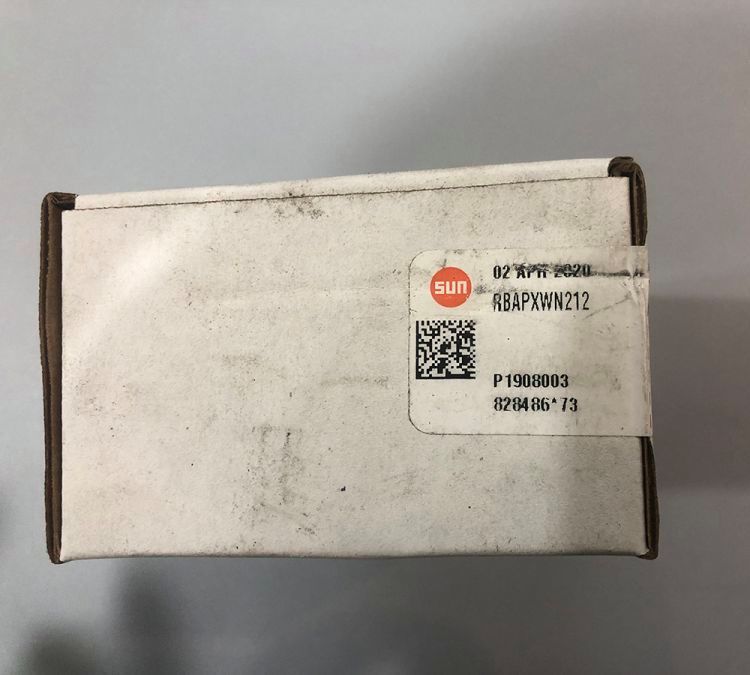 sun
02 APR 2020
RBAPXWN212
P1908003
828486*73